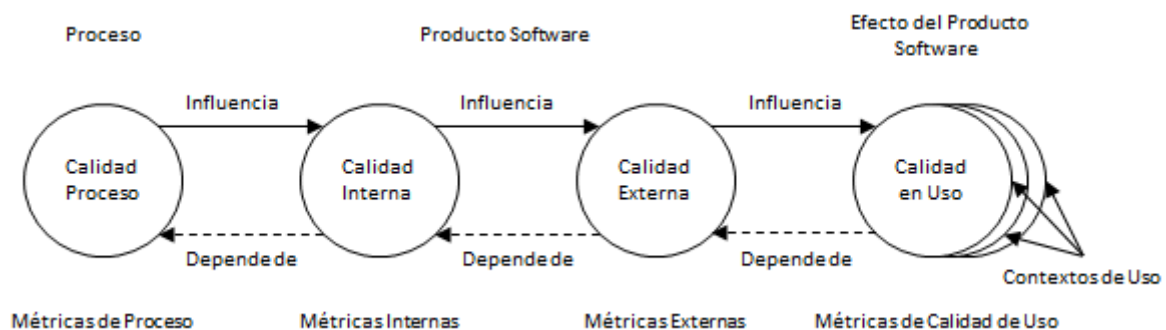 Proceso
Producto Software
Efecto del Producto
Software
Influencia
Influencia
Influencia
Calidad
Proceso
Calidad
Interna
Calidad
Externa
Calidad
en Uso
Depende de
Depende de
Depende de
Contextos de Uso
Métricas de Proceso
Métricas Internas
Métricas Externas
Métricas de Calidad de Uso